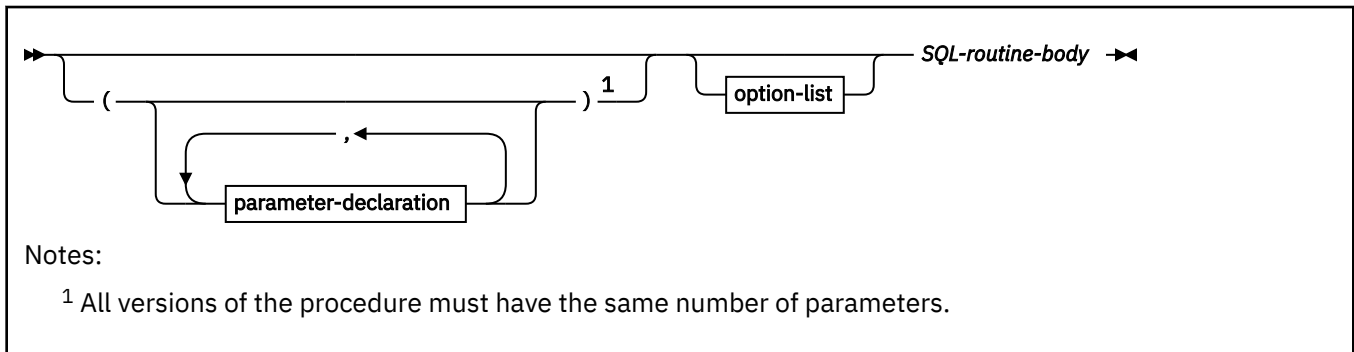 SQL-routine-body
( ) 1 option-list
,
parameter-declaration
Notes:
1 All versions of the procedure must have the same number of parameters.